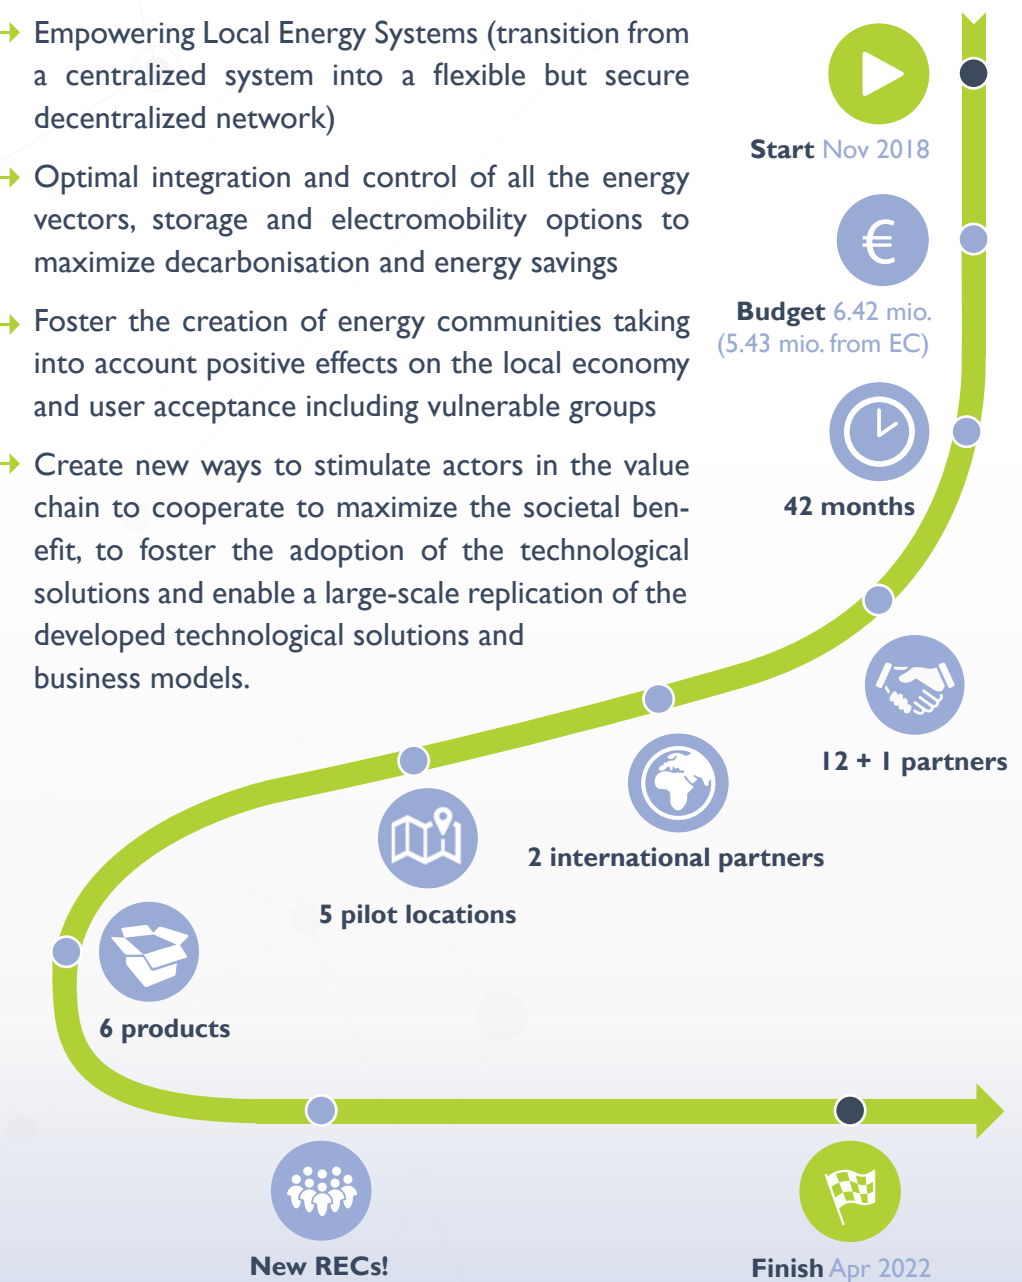 Empowering Local Energy Systems (transition from
a centralized system into a flexible but secure
decentralized network)
Optimal integration and control of all the energy
vectors, storage and electromobility options to
maximize decarbonisation and energy savings
Foster the creation of energy communities taking
into account positive effects on the local economy
and user acceptance including vulnerable groups
Create new ways to stimulate actors in the value
chain to cooperate to maximize the societal ben-
efit, to foster the adoption of the technological
solutions and enable a large-scale replication of the
developed technological solutions and
business models.
Start Nov 2018
€
Budget 6.42 mio.
(5.43 mio. from EC)
42 months
12 + 1 partners
2 international partners
5 pilot locations
6 products
New RECs!
Finish Apr 2022